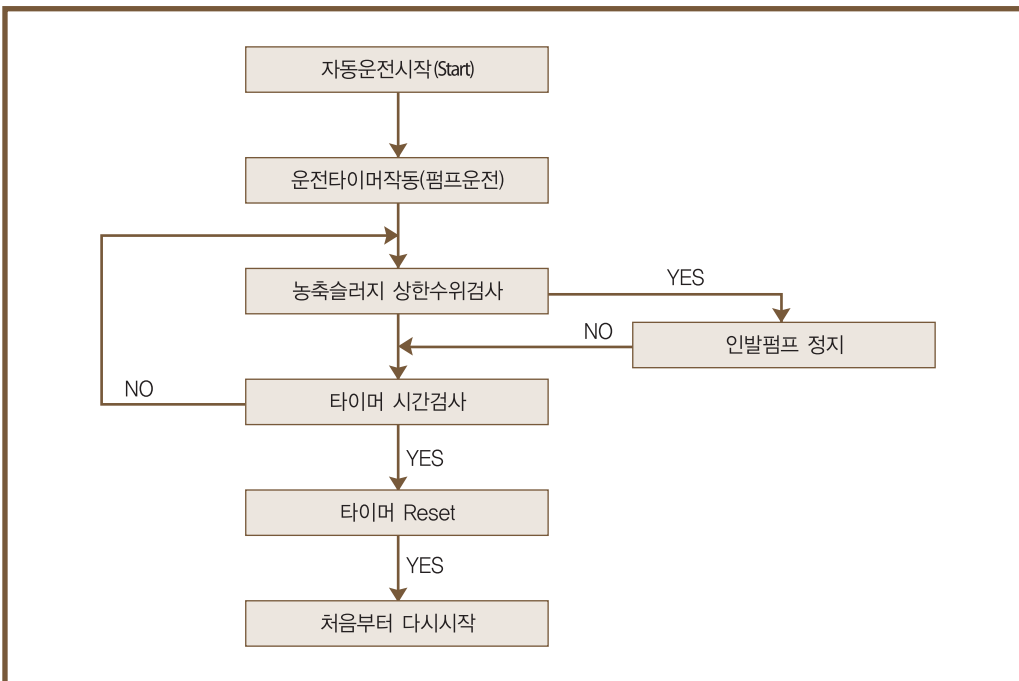 자동운전시작(Start)
운전타이머작동(펌프운전)
농축슬러지 상한수위검사
YES
NO
인발펌프 정지
NO
타이머 시간검사
YES
타이머 Reset
YES
처음부터 다시시작